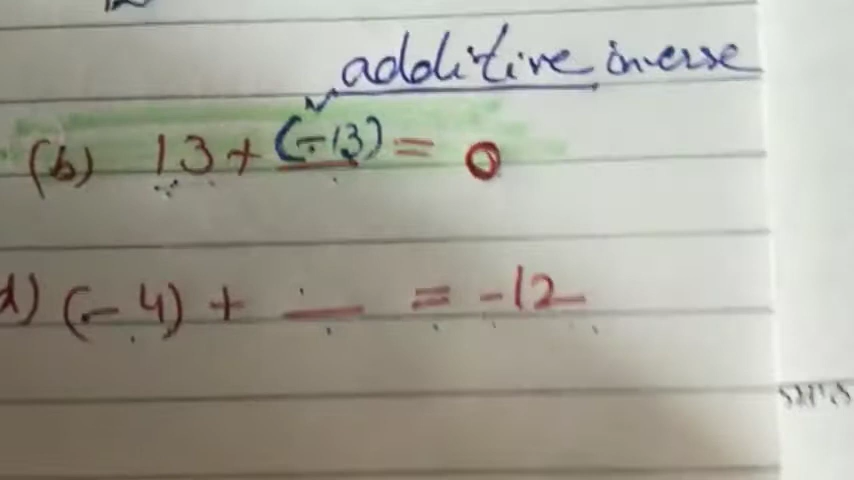 additive inverse
(b) 13 + (-13) = 0
d) (-4) + __ = -12